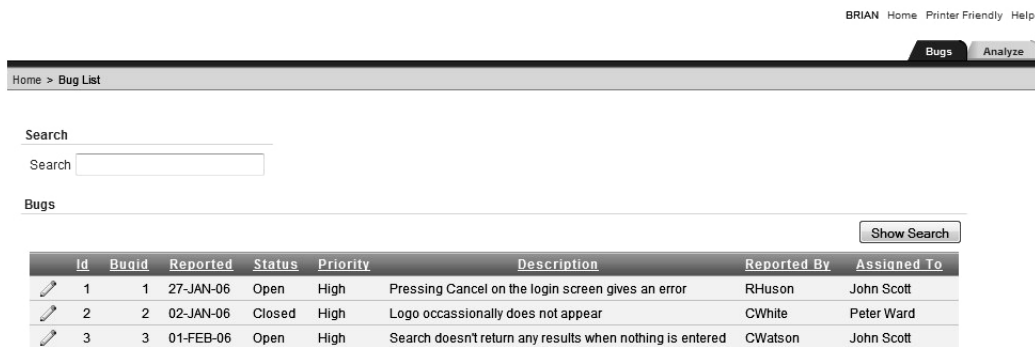 BRIAN Home Printer Friendly Help
Bugs Analyze
Home > Bug List
Search
Search
Bugs
Show Search
Id Bugid Reported Status Priority Description Reported By Assigned To
1 1 27-JAN-06 Open High Pressing Cancel on the login screen gives an error RHuson John Scott
2 2 02-JAN-06 Closed High Logo occassionally does not appear CWhite Peter Ward
3 3 01-FEB-06 Open High Search doesn't return any results when nothing is entered CWatson John Scott